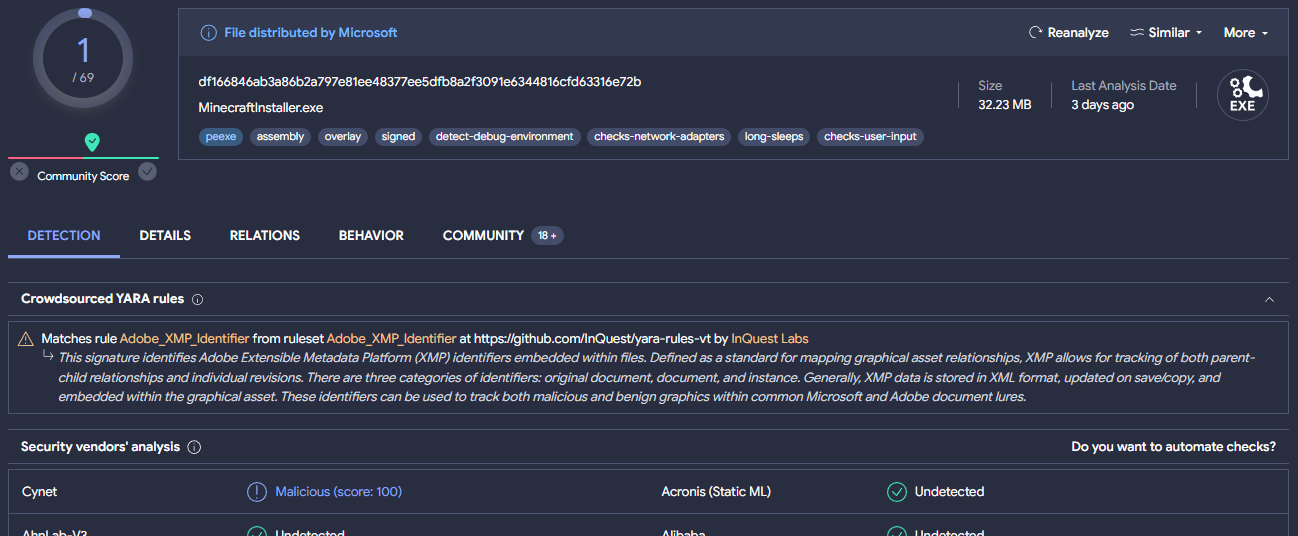 1
/ 69
Community Score
File distributed by Microsoft
Reanalyze
Similar
More
df166846ab3a86b2a797e81ee48377ee5dfb8a2f3091e6344816cfd63316e72b
MinecraftInstaller.exe
peexe assembly overlay signed detect-debug-environment checks-network-adapters long-sleeps checks-user-input
Size
32.23 MB
Last Analysis Date
3 days ago
EXE
DETECTION DETAILS RELATIONS BEHAVIOR COMMUNITY 18 +
Crowdsourced YARA rules
Matches rule Adobe_XMP_Identifier from ruleset Adobe_XMP_Identifier at https://github.com/InQuest/yara-rules-vt by InQuest Labs
This signature identifies Adobe Extensible Metadata Platform (XMP) identifiers embedded within files. Defined as a standard for mapping graphical asset relationships, XMP allows for tracking of both parent-
child relationships and individual revisions. There are three categories of identifiers: original document, document, and instance. Generally, XMP data is stored in XML format, updated on save/copy, and
embedded within the graphical asset. These identifiers can be used to track both malicious and benign graphics within common Microsoft and Adobe document lures.
Security vendors' analysis
Do you want to automate checks?
Cynet Malicious (score: 100) Acronis (Static ML) Undetected
AhnLab-V3 Undetected Alibaba Undetected